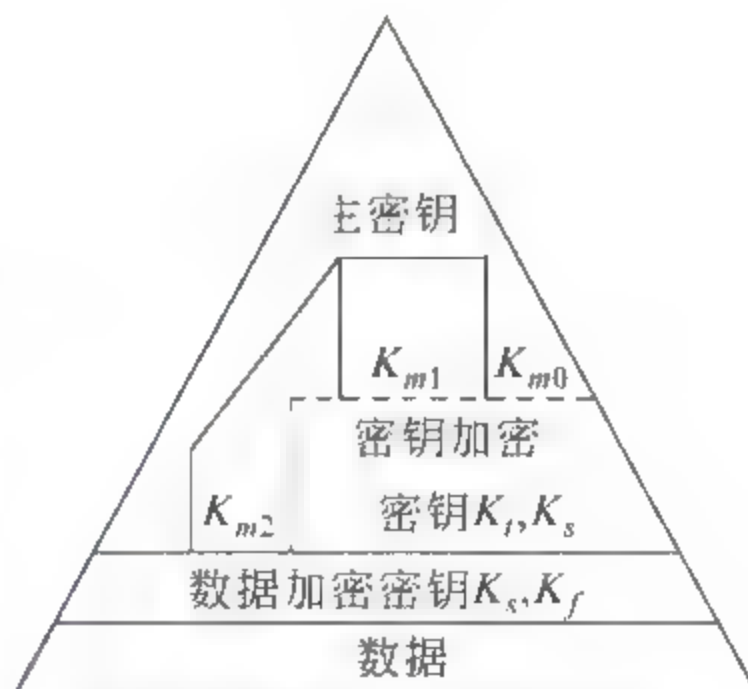 主密钥
K_{m1} K_{m0}
密钥加密
K_{m2} 密钥K_t,K_s
数据加密密钥K_s,K_f
数据